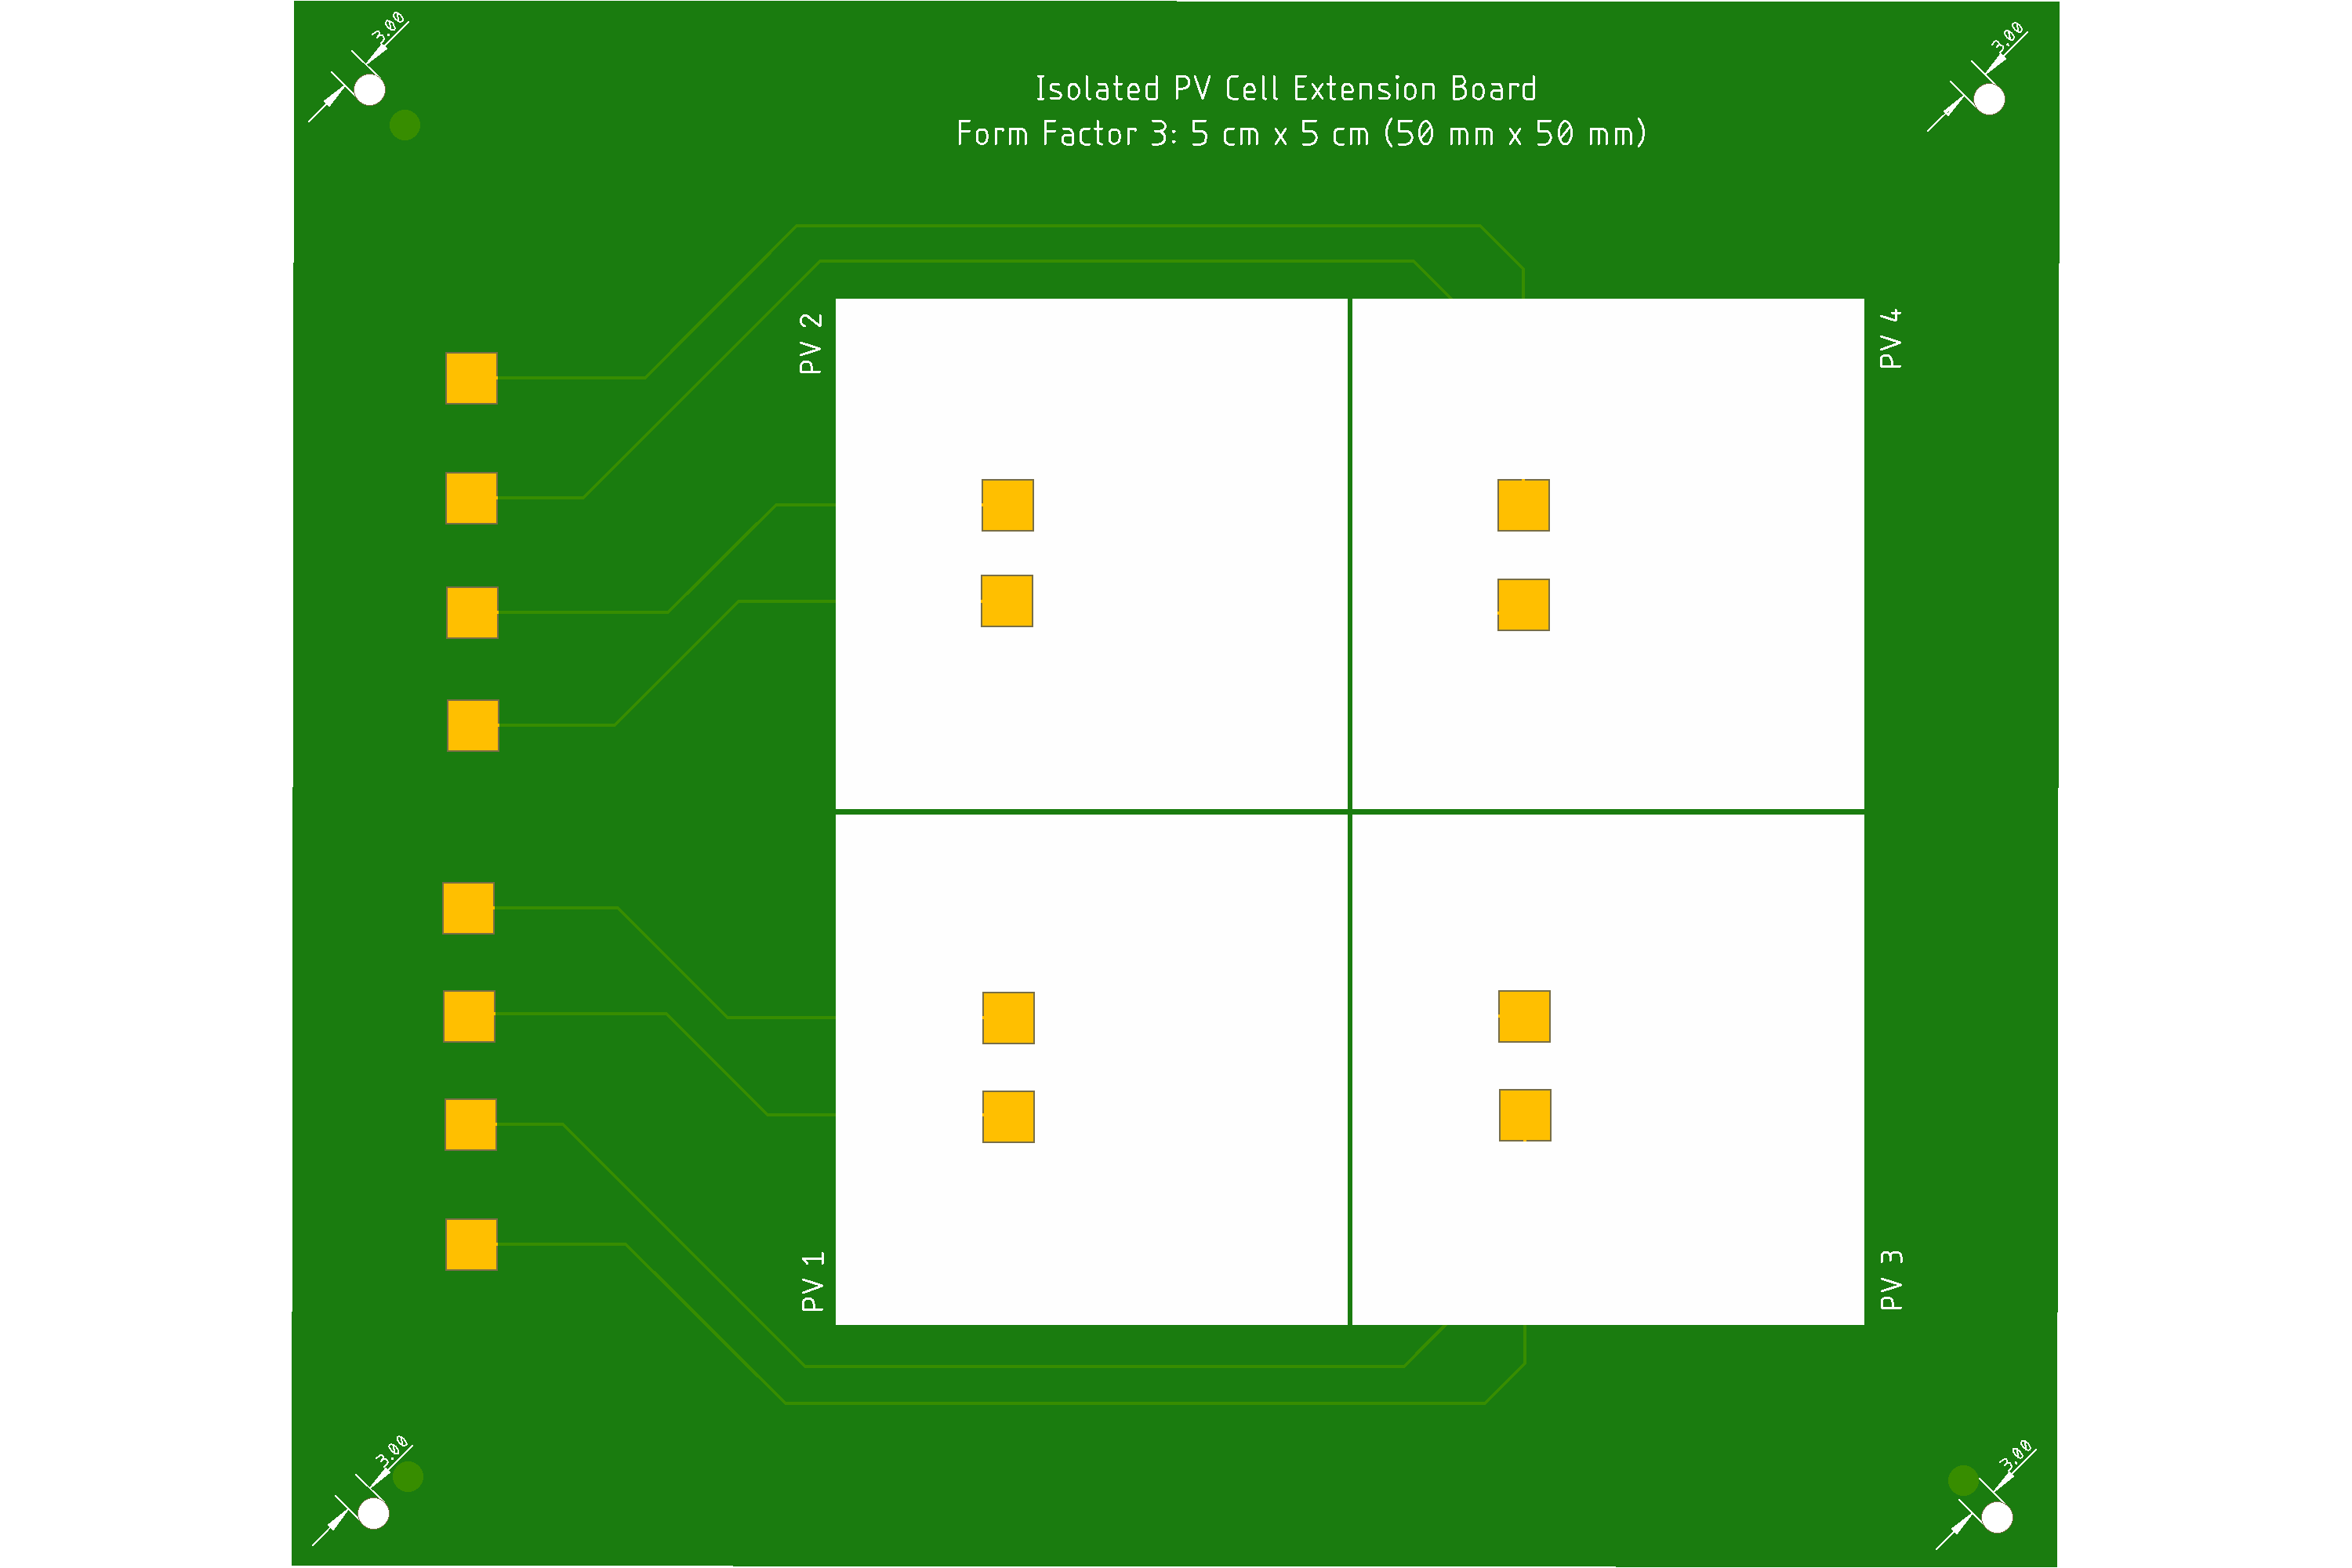 3.00
3.00
Isolated PV Cell Extension Board
Form Factor 3: 5 cm x 5 cm (50 mm x 50 mm)
PV 2
PV 4
PV 1
PV 3
3.00
3.00